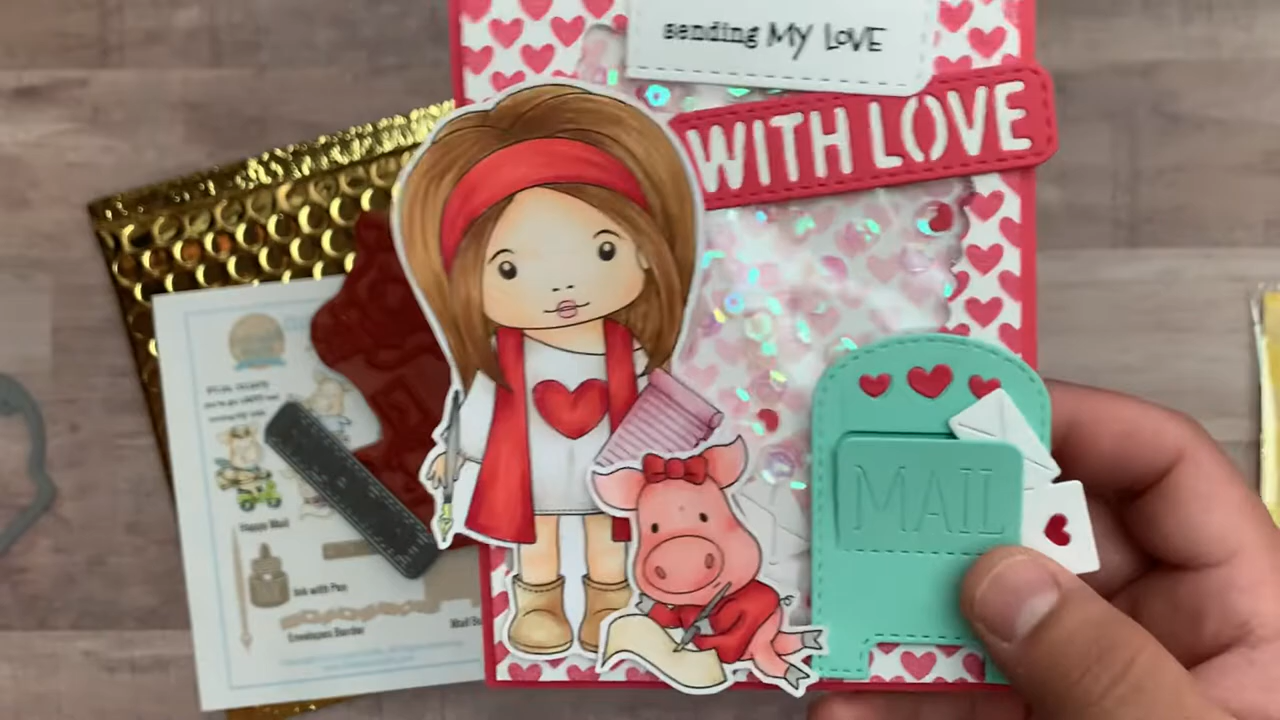 sending MY LOVE
WITH LOVE
MAIL
Happy Mail
Ink with Pen
Envelopes Border